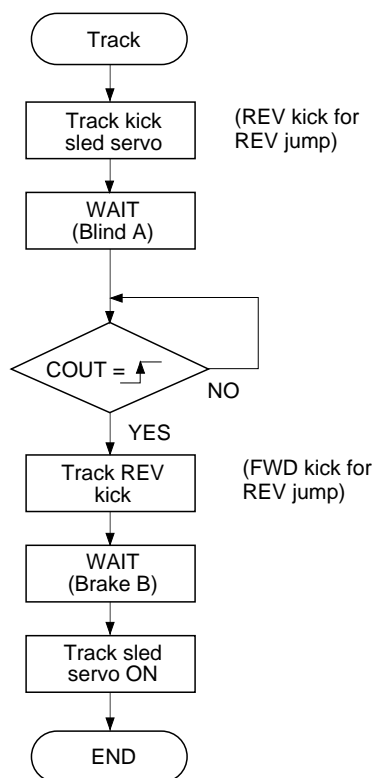 Track
Track kick
sled servo
(REV kick for
REV jump)
WAIT
(Blind A)
COUT =
NO
YES
Track REV
kick
(FWD kick for
REV jump)
WAIT
(Brake B)
Track sled
servo ON
END